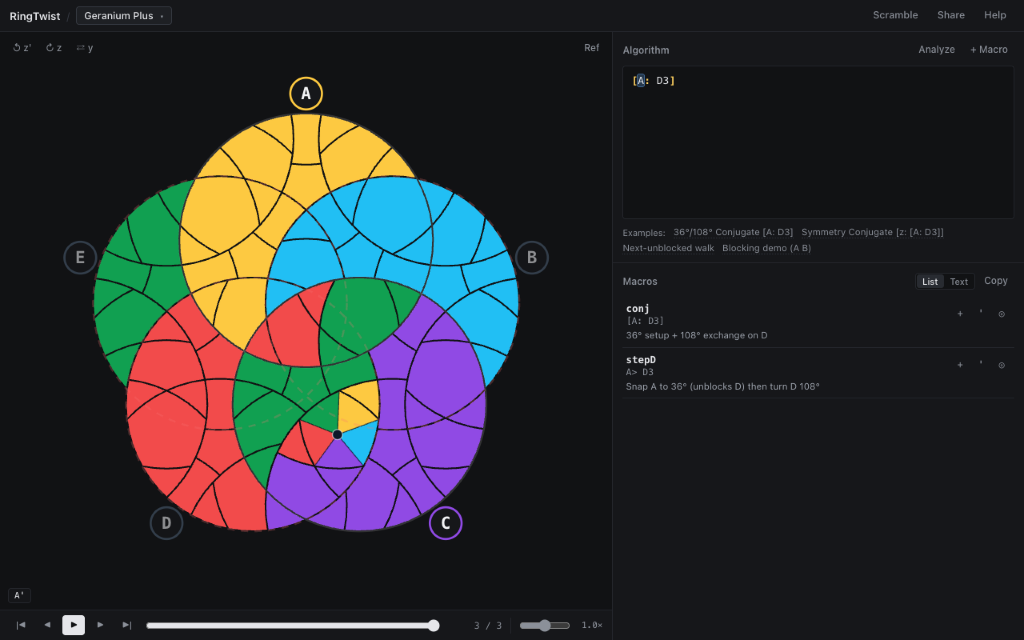 RingTwist / Geranium Plus
Scramble Share Help
z' z y
Ref
A
B
C
D
E
A'
3 / 3
1.0×
Algorithm
Analyze + Macro
[A: D3]
Examples: 36°/108° Conjugate [A: D3] Symmetry Conjugate [z: [A: D3]]
Next-unblocked walk Blocking demo (A B)
Macros
List Text Copy
conj
[A: D3]
36° setup + 108° exchange on D
+ '
stepD
A> D3
Snap A to 36° (unblocks D) then turn D 108°
+ '